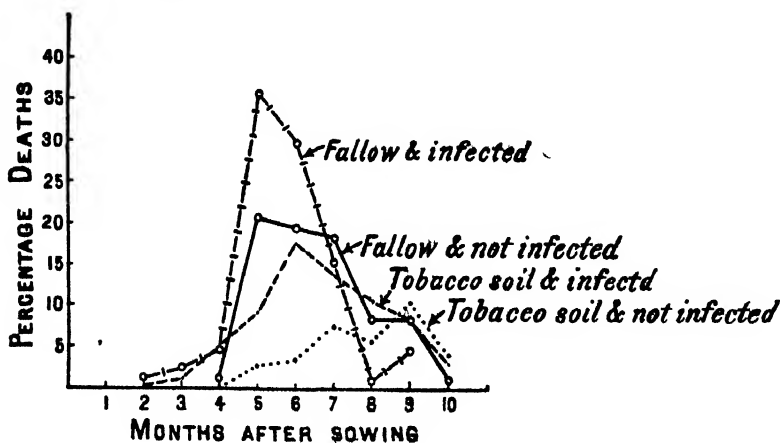 40
35
30
25
20
15
10
5
PERCENTAGE DEATHS
Fallow & infected
Fallow & not infected
Tobacco soil & infectd
Tobacco soil & not infected
1 2 3 4 5 6 7 8 9 10
MONTHS AFTER SOWING